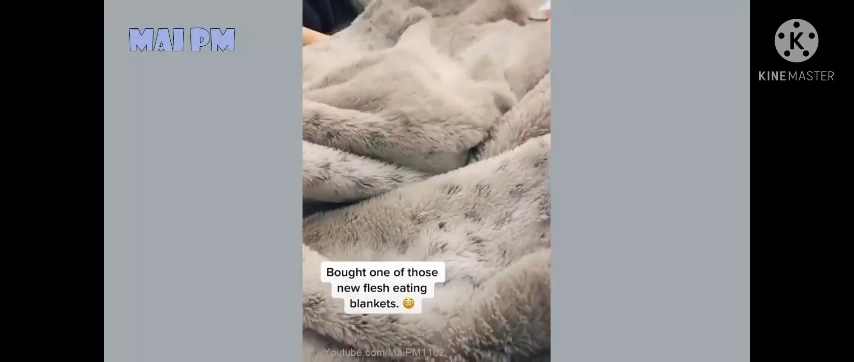 MAI PM
K
KINEMASTER
Bought one of those
new flesh eating
blankets. 😳
Youtube.com/MaiPM1102